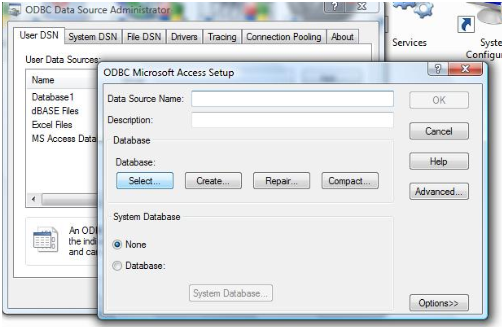 ODBC Data Source Administrator
User DSN System DSN File DSN Drivers Tracing Connection Pooling About
User Data Sources:
Name
Database1
dBASE Files
Excel Files
MS Access Data
An ODB
the indi
and ca
Services
Syste
Configu
ODBC Microsoft Access Setup
Data Source Name:
OK
Description:
Cancel
Database
Database:
Help
Select... Create... Repair... Compact...
Advanced...
System Database
None
Database:
System Database...
Options>>